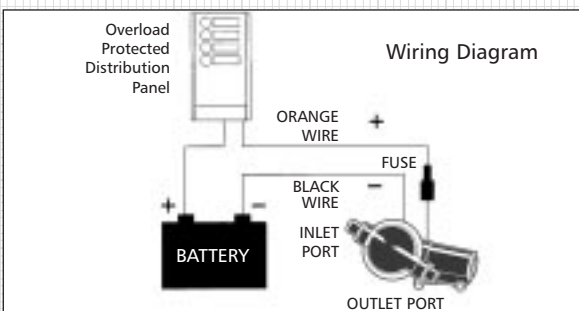 Overload
Protected
Distribution
Panel
Wiring Diagram
ORANGE
WIRE
+
FUSE
BLACK
WIRE
−
+
−
BATTERY
INLET
PORT
OUTLET PORT